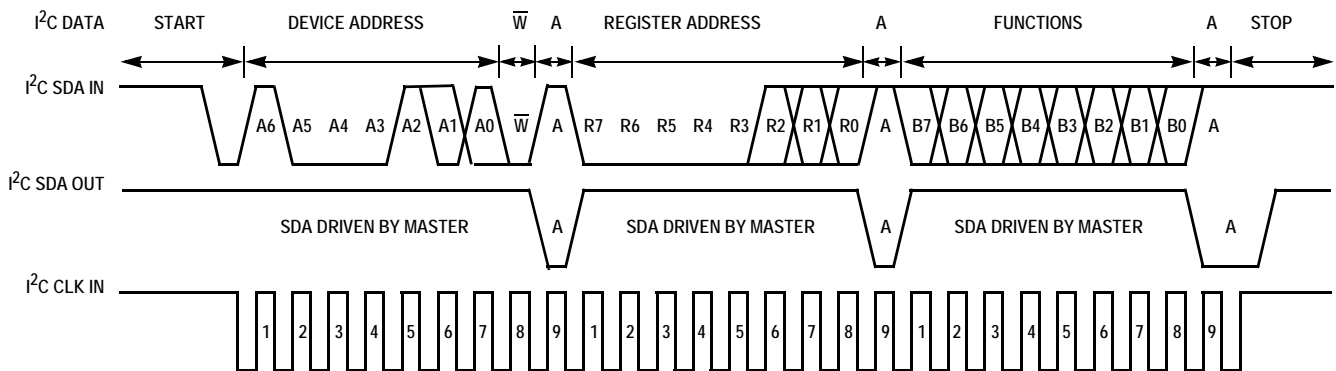 I²C DATA START DEVICE ADDRESS W̅ A REGISTER ADDRESS A FUNCTIONS A STOP
I²C SDA IN
A6 A5 A4 A3 A2 A1 A0 W̅ A R7 R6 R5 R4 R3 R2 R1 R0 A B7 B6 B5 B4 B3 B2 B1 B0 A
I²C SDA OUT
SDA DRIVEN BY MASTER A SDA DRIVEN BY MASTER A SDA DRIVEN BY MASTER A
I²C CLK IN
1 2 3 4 5 6 7 8 9 1 2 3 4 5 6 7 8 9 1 2 3 4 5 6 7 8 9